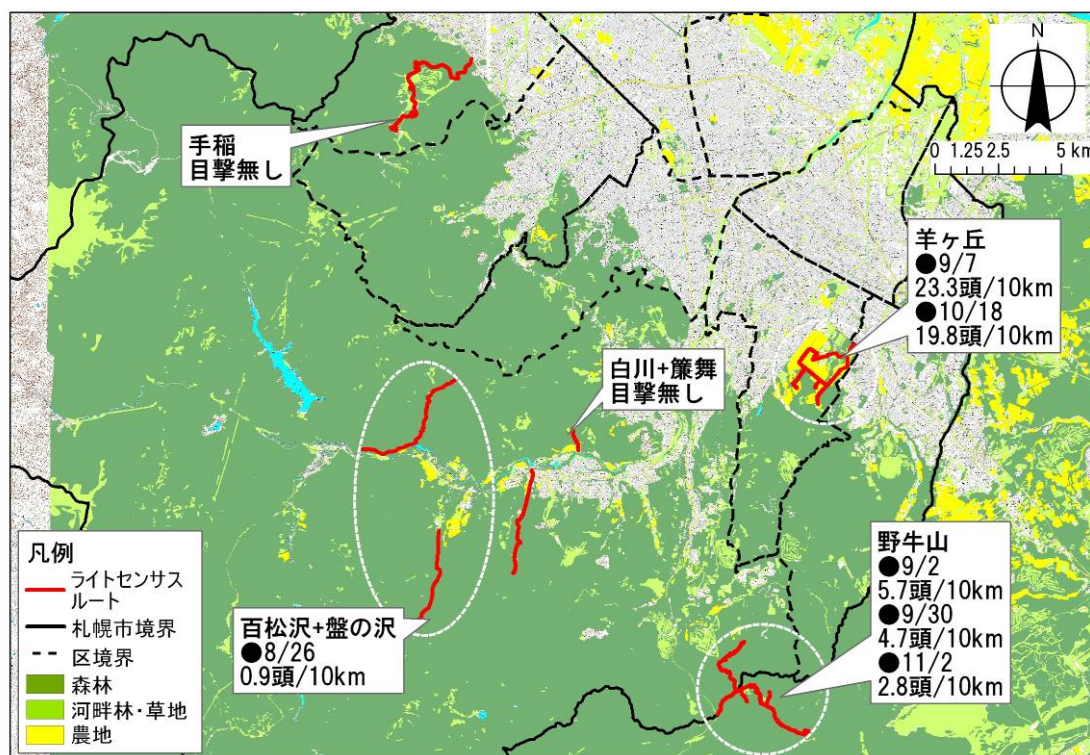 手稲
目撃無し
N
0 1.25 2.5 5 km
羊ヶ丘
●9/7
23.3頭/10km
●10/18
19.8頭/10km
白川+簾舞
目撃無し
野牛山
●9/2
5.7頭/10km
●9/30
4.7頭/10km
●11/2
2.8頭/10km
百松沢+盤の沢
●8/26
0.9頭/10km
凡例
ライトセンサス
ルート
札幌市境界
区境界
森林
河畔林・草地
農地